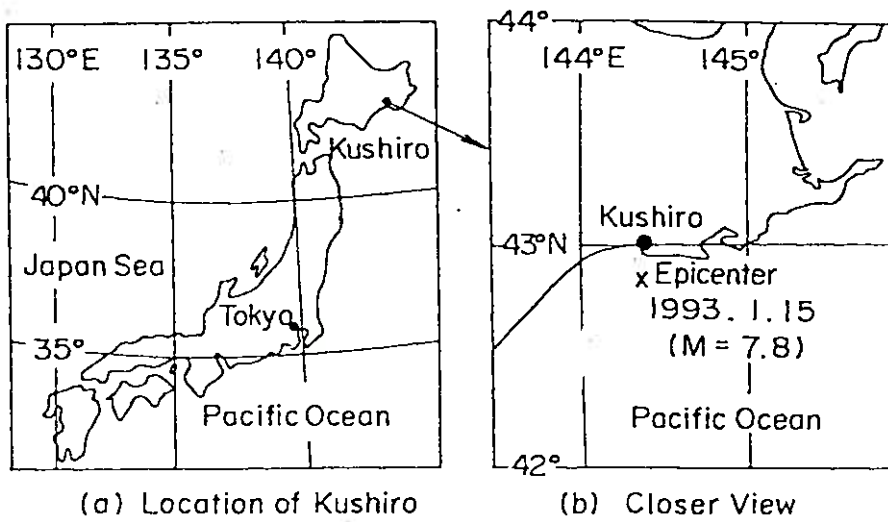 130°E 135° 140°
Kushiro
40°N
Japan Sea
Tokyo
35°
Pacific Ocean
(a) Location of Kushiro
44°
144°E 145°
Kushiro
43°N
x Epicenter
1993. 1. 15
(M = 7.8)
Pacific Ocean
42°
(b) Closer View